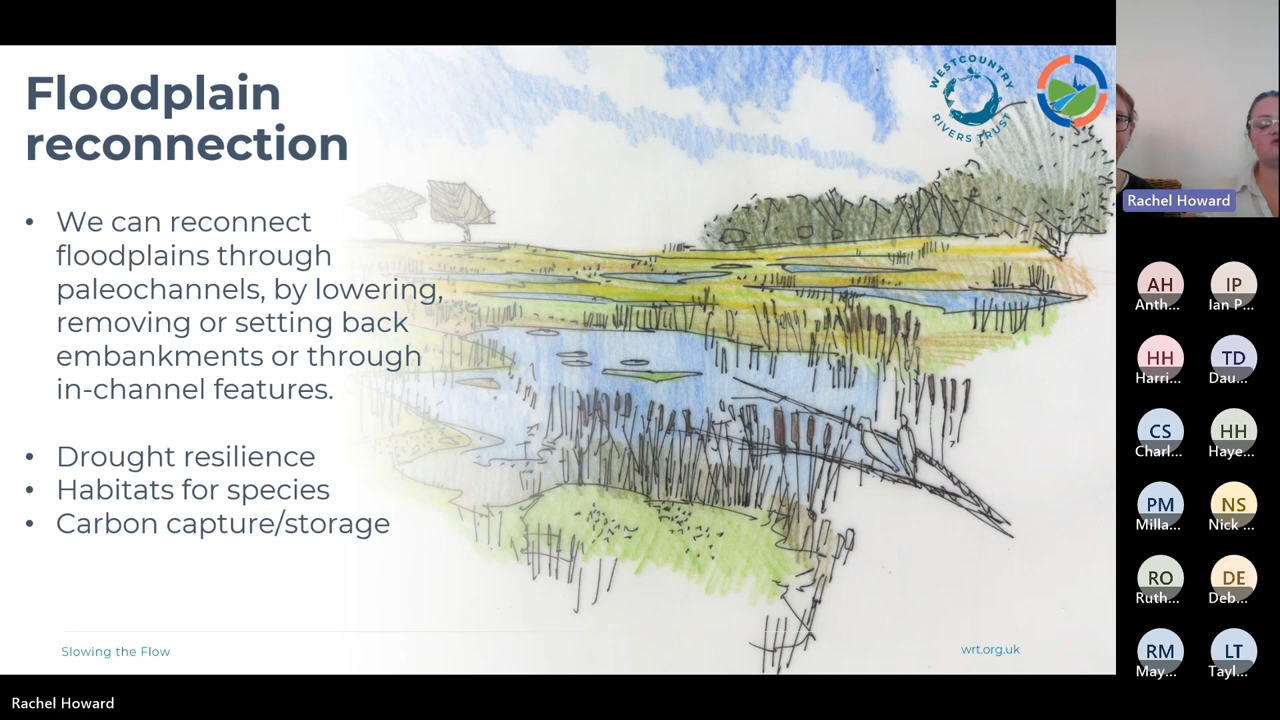 Floodplain
reconnection
• We can reconnect
floodplains through
paleochannels, by lowering,
removing or setting back
embankments or through
in-channel features.
• Drought resilience
• Habitats for species
• Carbon capture/storage
Slowing the Flow
wrt.org.uk
WESTCOUNTRY
RIVERS TRUST
Rachel Howard
AH
IP
Anth...
Ian P...
HH
TD
Harri...
Dau...
CS
HH
Charl...
Haye...
PM
NS
Milla...
Nick ...
RO
DE
Ruth...
Deb...
RM
LT
May...
Tayl...
Rachel Howard